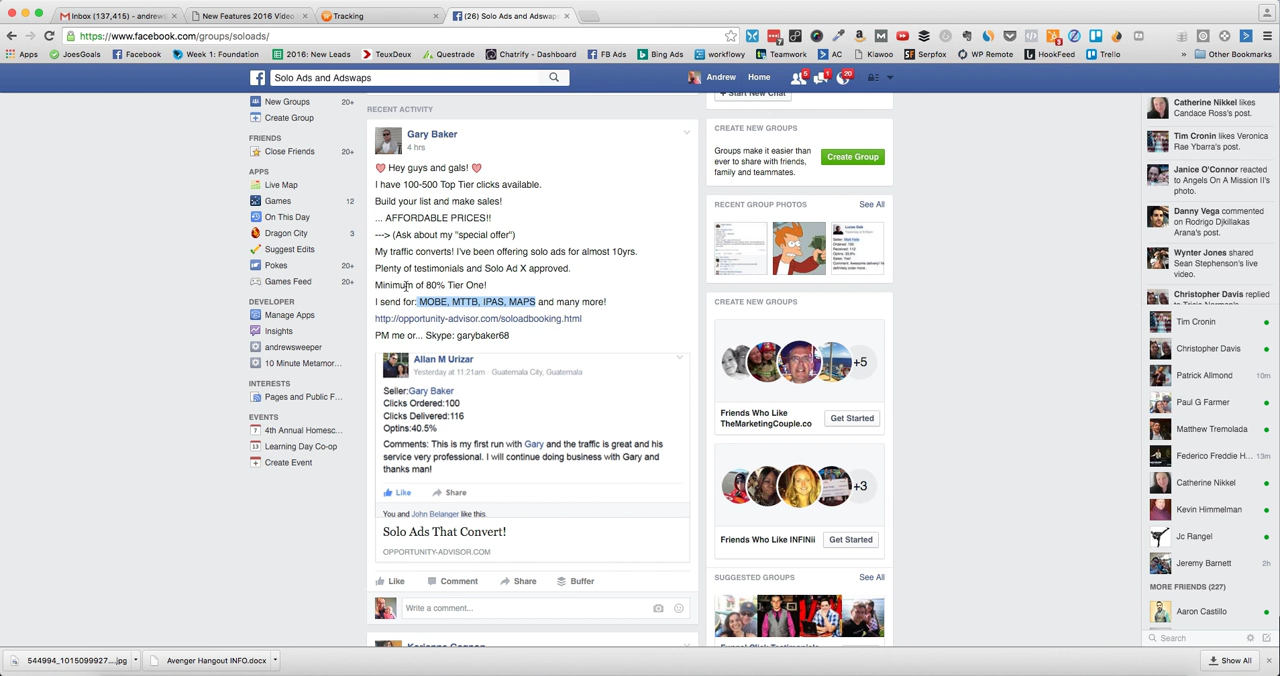 Inbox (137,415) - andrews
New Features 2016 Video
Tracking
(26) Solo Ads and Adswaps
https://www.facebook.com/groups/soloads/
Apps
JoesGoals
Facebook
Week 1: Foundation
2016: New Leads
TeuxDeux
Questrade
Chatrify - Dashboard
FB Ads
Bing Ads
workflowy
Teamwork
AC
Kiawoo
Serpfox
WP Remote
HookFeed
Trello
»
Other Bookmarks
Solo Ads and Adswaps
Andrew
Home
5
1
20
New Groups 20+
Create Group
FRIENDS
Close Friends 20+
APPS
Live Map
Games 12
On This Day
Dragon City 3
Suggest Edits
Pokes 20+
Games Feed 20+
DEVELOPER
Manage Apps
Insights
andrewsweeper
10 Minute Metamor...
INTERESTS
Pages and Public F...
EVENTS
4th Annual Homesc...
Learning Day Co-op
Create Event
RECENT ACTIVITY
Gary Baker
4 hrs
Hey guys and gals!
I have 100-500 Top Tier clicks available.
Build your list and make sales!
... AFFORDABLE PRICES!!
---> (Ask about my "special offer")
My traffic converts! I've been offering solo ads for almost 10yrs.
Plenty of testimonials and Solo Ad X approved.
Minimum of 80% Tier One!
I send for: MOBE, MTTB, IPAS, MAPS and many more!
http://opportunity-advisor.com/soloadbooking.html
PM me or... Skype: garybaker68
Allan M Urizar
Yesterday at 11:21am · Guatemala City, Guatemala
Seller:Gary Baker
Clicks Ordered:100
Clicks Delivered:116
Optins:40.5%
Comments: This is my first run with Gary and the traffic is great and his
service very professional. I will continue doing business with Gary and
thanks man!
Like Share
You and John Belanger like this.
Solo Ads That Convert!
OPPORTUNITY-ADVISOR.COM
Like Comment Share Buffer
Write a comment...
+ Start New Chat
CREATE NEW GROUPS
Groups make it easier than
ever to share with friends,
family and teammates.
Create Group
RECENT GROUP PHOTOS See All
CREATE NEW GROUPS
+5
Friends Who Like
TheMarketingCouple.co
Get Started
+3
Friends Who Like INFINii
Get Started
SUGGESTED GROUPS See All
Catherine Nikkel likes
Candace Ross's post.
Tim Cronin likes Veronica
Rae Ybarra's post.
Janice O'Connor reacted
to Angels On A Mission II's
photo.
Danny Vega commented
on Rodrigo Djkillakas
Arana's post.
Wynter Jones shared
Sean Stephenson's live
video.
Christopher Davis replied
Tim Cronin
Christopher Davis
Patrick Allmond 10m
Paul G Farmer
Matthew Tremolada
Federico Freddie H... 13m
Catherine Nikkel
Kevin Himmelman
Jc Rangel
Jeremy Barnett 2h
MORE FRIENDS (227)
Aaron Castillo
Search
544994_1015099927....jpg
Avenger Hangout INFO.docx
Show All